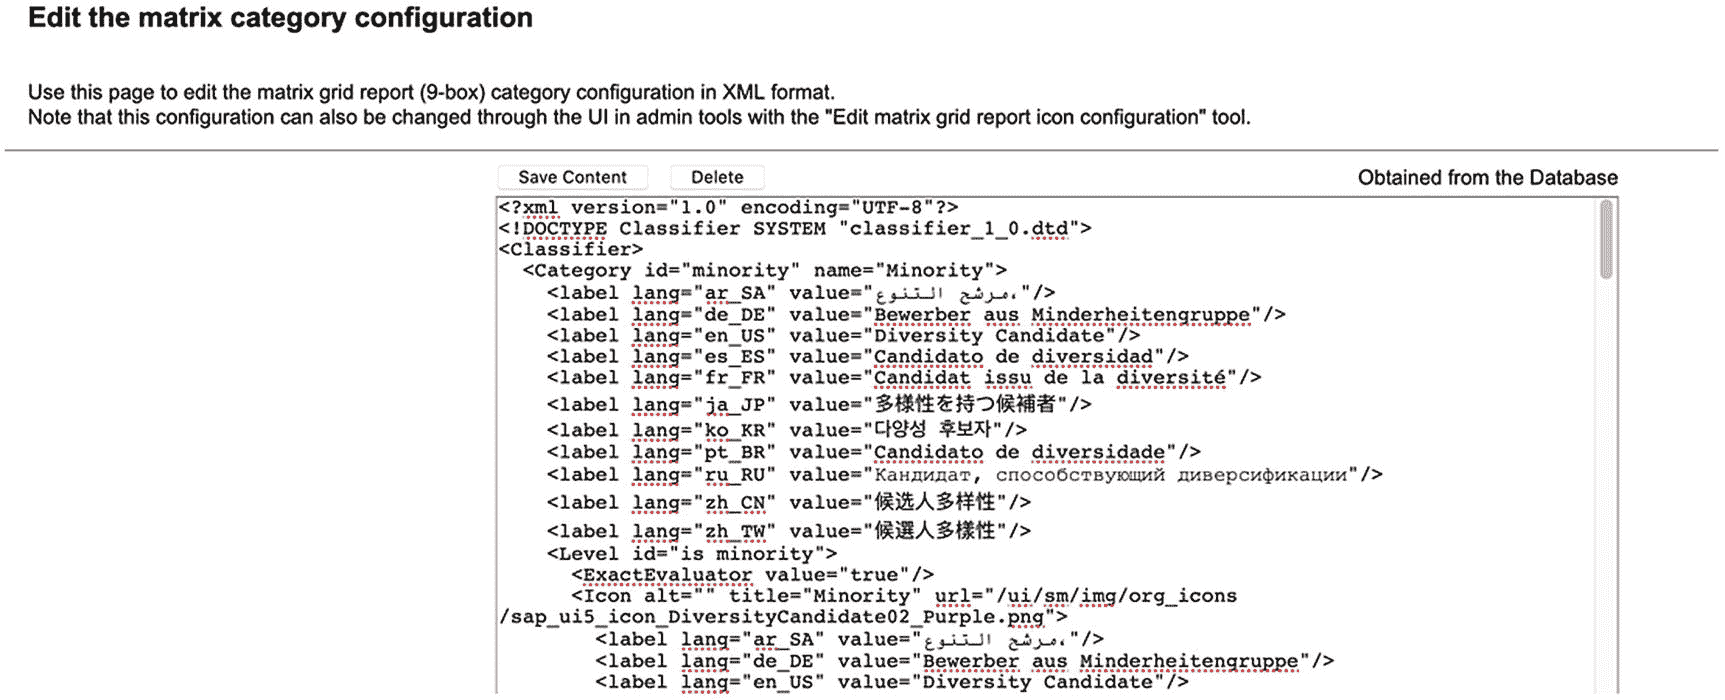 Edit the matrix category configuration
Use this page to edit the matrix grid report (9-box) category configuration in XML format.
Note that this configuration can also be changed through the UI in admin tools with the "Edit matrix grid report icon configuration" tool.
Save Content Delete Obtained from the Database
<?xml version="1.0" encoding="UTF-8"?>
<!DOCTYPE Classifier SYSTEM "classifier_1_0.dtd">
<Classifier>
<Category id="minority" name="Minority">
<label lang="ar_SA" value="مرشح التنوع،"/>
<label lang="de_DE" value="Bewerber aus Minderheitengruppe"/>
<label lang="en_US" value="Diversity Candidate"/>
<label lang="es_ES" value="Candidato de diversidad"/>
<label lang="fr_FR" value="Candidat issu de la diversité"/>
<label lang="ja_JP" value="多様性を持つ候補者"/>
<label lang="ko_KR" value="다양성 후보자"/>
<label lang="pt_BR" value="Candidato de diversidade"/>
<label lang="ru_RU" value="Кандидат, способствующий диверсификации"/>
<label lang="zh_CN" value="候选人多样性"/>
<label lang="zh_TW" value="候選人多樣性"/>
<Level id="is minority">
<ExactEvaluator value="true"/>
<Icon alt="" title="Minority" url="/ui/sm/img/org_icons
/sap_ui5_icon_DiversityCandidate02_Purple.png">
<label lang="ar_SA" value="مرشح التنوع،"/>
<label lang="de_DE" value="Bewerber aus Minderheitengruppe"/>
<label lang="en_US" value="Diversity Candidate"/>